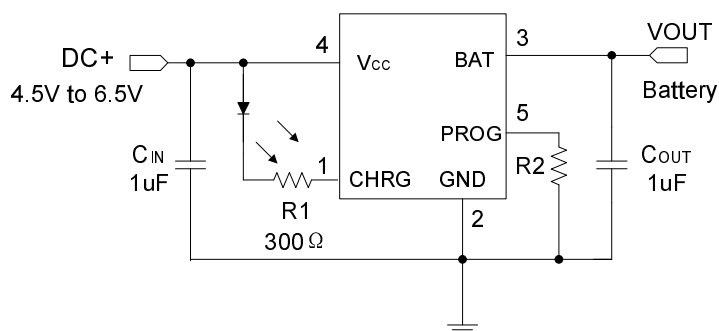 VOUT
4
3
DC+
VCC
BAT
4.5V to 6.5V
Battery
5
PROG
CIN
1uF
1
CHRG
GND
R2
COUT
1uF
R1
2
300Ω